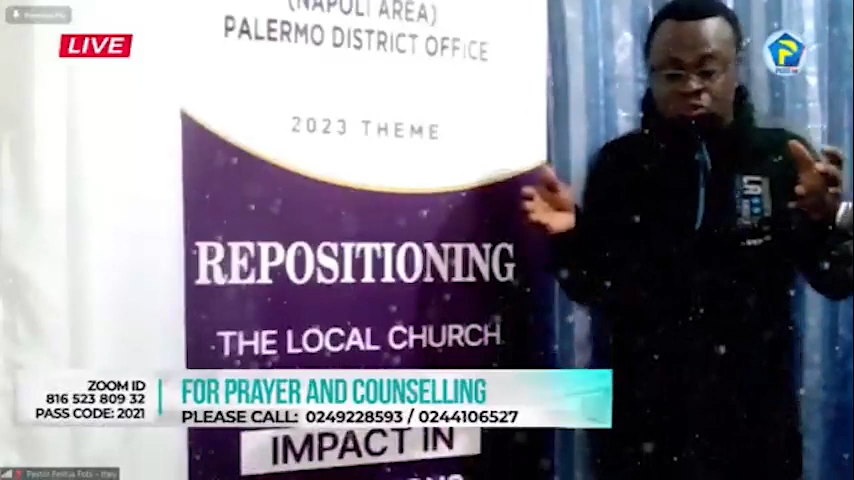 LIVE
(NAPOLI AREA)
PALERMO DISTRICT OFFICE
2023 THEME
REPOSITIONING
THE LOCAL CHURCH
IMPACT IN
ZOOM ID
816 523 809 32
PASS CODE: 2021
FOR PRAYER AND COUNSELLING
PLEASE CALL: 0249228593 / 0244106527